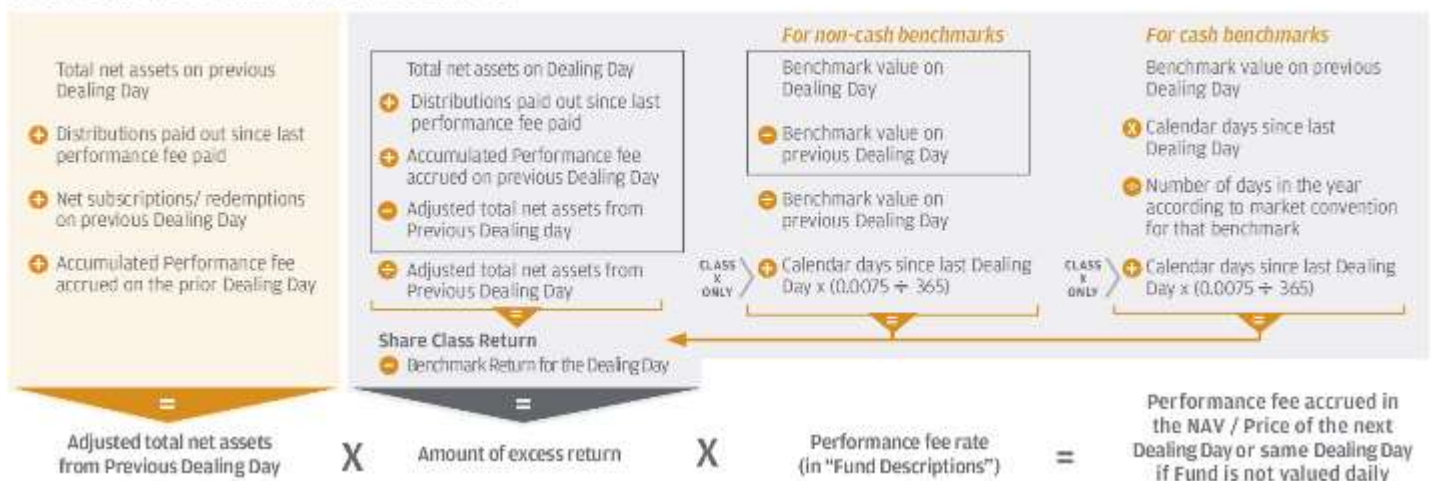 Total net assets on previous
Dealing Day
+ Distributions paid out since last
performance fee paid
+ Net subscriptions/ redemptions
on previous Dealing Day
+ Accumulated Performance fee
accrued on the prior Dealing Day
=
Adjusted total net assets
from Previous Dealing Day
X
Total net assets on Dealing Day
+ Distributions paid out since last
performance fee paid
+ Accumulated Performance fee
accrued on previous Dealing Day
− Adjusted total net assets from
Previous Dealing day
÷ Adjusted total net assets from
Previous Dealing Day
=
Share Class Return
− Benchmark Return for the Dealing Day
=
Amount of excess return
For non-cash benchmarks
Benchmark value on
Dealing Day
− Benchmark value on
previous Dealing Day
÷ Benchmark value on
previous Dealing Day
CLASS
X
ONLY
+ Calendar days since last Dealing
Day x (0.0075 ÷ 365)
=
For cash benchmarks
Benchmark value on previous
Dealing Day
X Calendar days since last
Dealing Day
÷ Number of days in the year
according to market convention
for that benchmark
CLASS
X
ONLY
+ Calendar days since last Dealing
Day x (0.0075 ÷ 365)
=
X
Performance fee rate
(in "Fund Descriptions")
=
Performance fee accrued in
the NAV / Price of the next
Dealing Day or same Dealing Day
if Fund is not valued daily